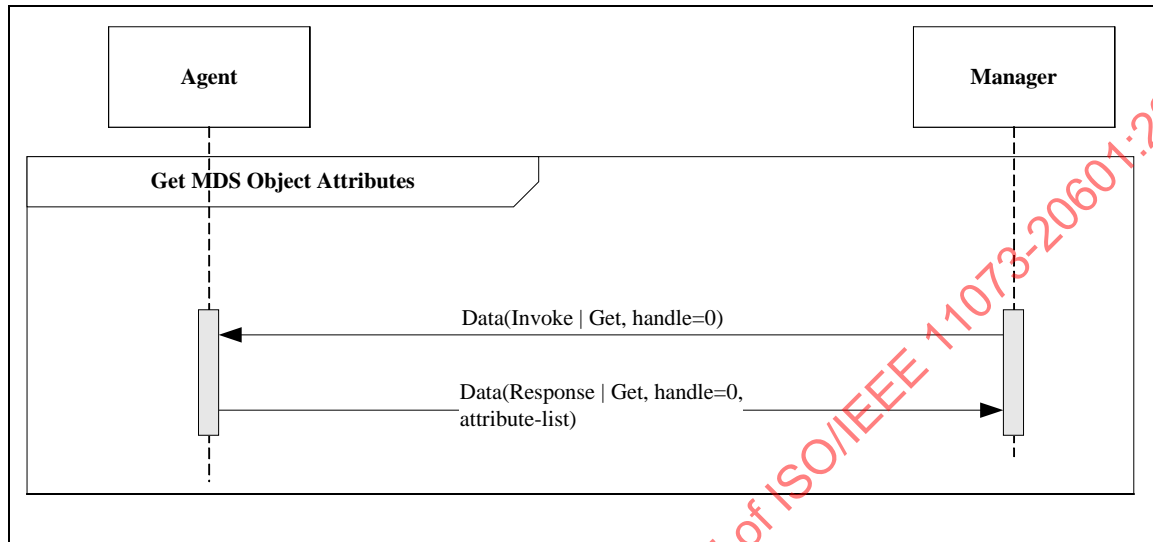 Agent
Manager
Get MDS Object Attributes
Data(Invoke | Get, handle=0)
Data(Response | Get, handle=0,
attribute-list)
of ISO/IEEE 11073-20601:2